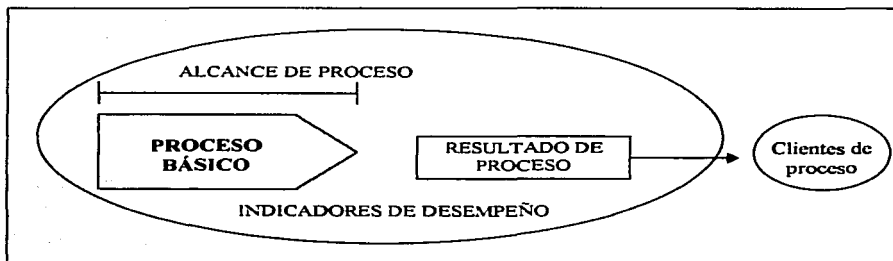 ALCANCE DE PROCESO
PROCESO
BÁSICO
RESULTADO DE
PROCESO
Clientes de
proceso
INDICADORES DE DESEMPEÑO